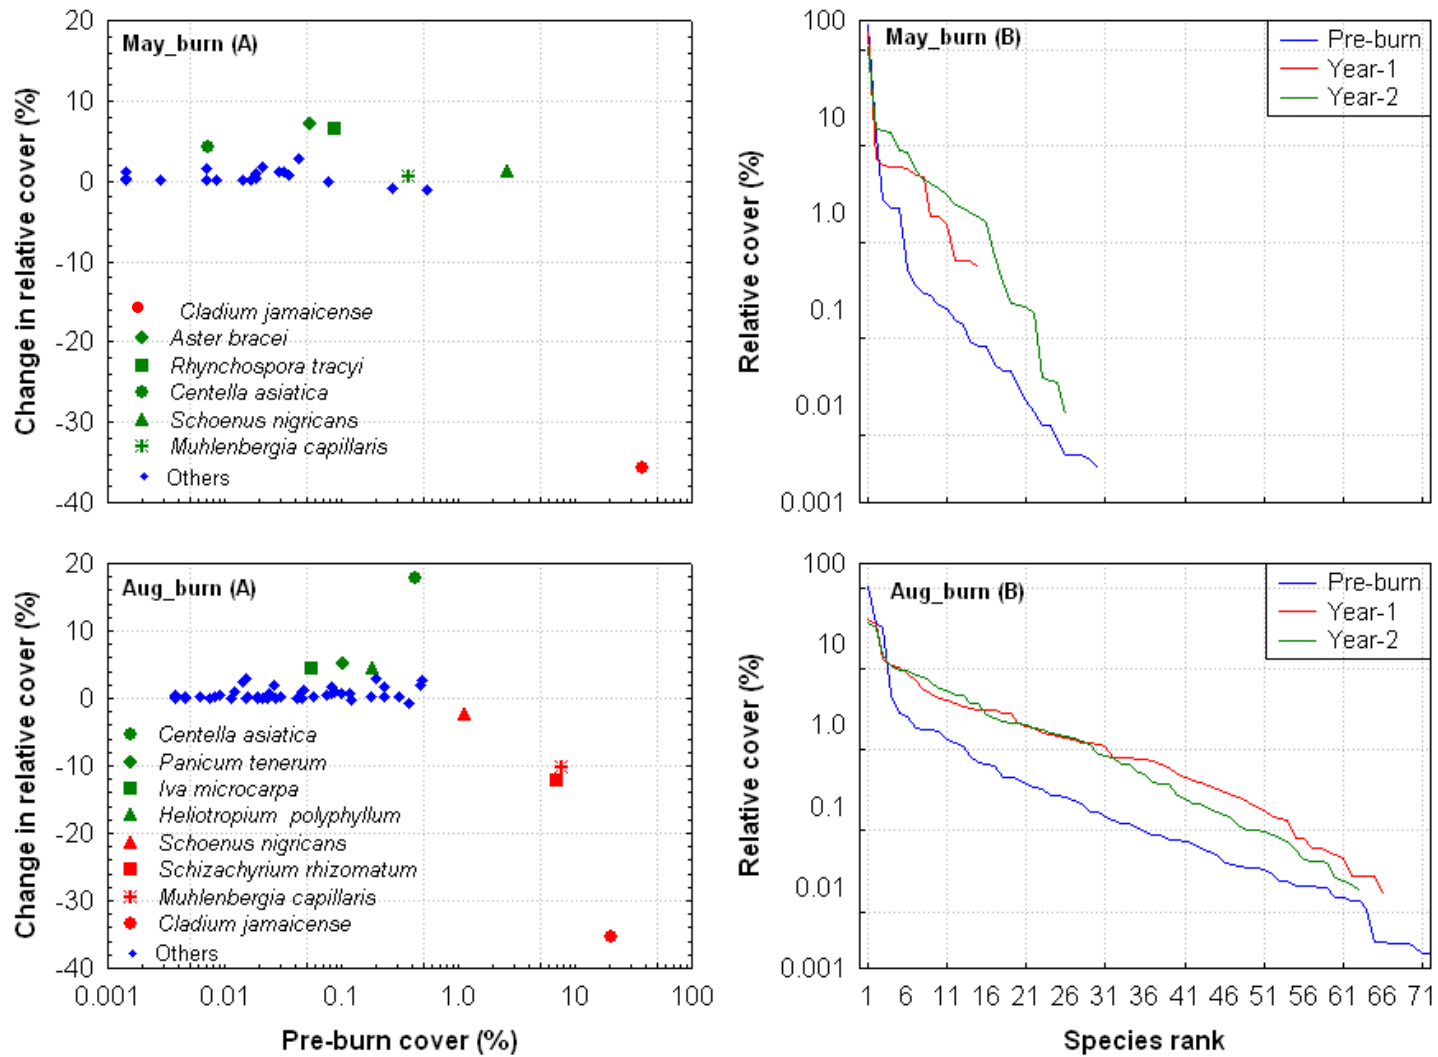 May_burn (A)
Change in relative cover (%)
20
10
0
-10
-20
-30
-40
Cladium jamaicense
Aster bracei
Rhynchospora tracyi
Centella asiatica
Schoenus nigricans
Muhlenbergia capillaris
Others
May_burn (B)
Relative cover (%)
100
10
1.0
0.1
0.01
0.001
Pre-burn
Year-1
Year-2
Aug_burn (A)
Change in relative cover (%)
20
10
0
-10
-20
-30
-40
Centella asiatica
Panicum tenerum
Iva microcarpa
Heliotropium polyphyllum
Schoenus nigricans
Schizachyrium rhizomatum
Muhlenbergia capillaris
Cladium jamaicense
Others
0.001 0.01 0.1 1.0 10 100
Pre-burn cover (%)
Aug_burn (B)
Relative cover (%)
100
10
1.0
0.1
0.01
0.001
Pre-burn
Year-1
Year-2
1 6 11 16 21 26 31 36 41 46 51 56 61 66 71
Species rank